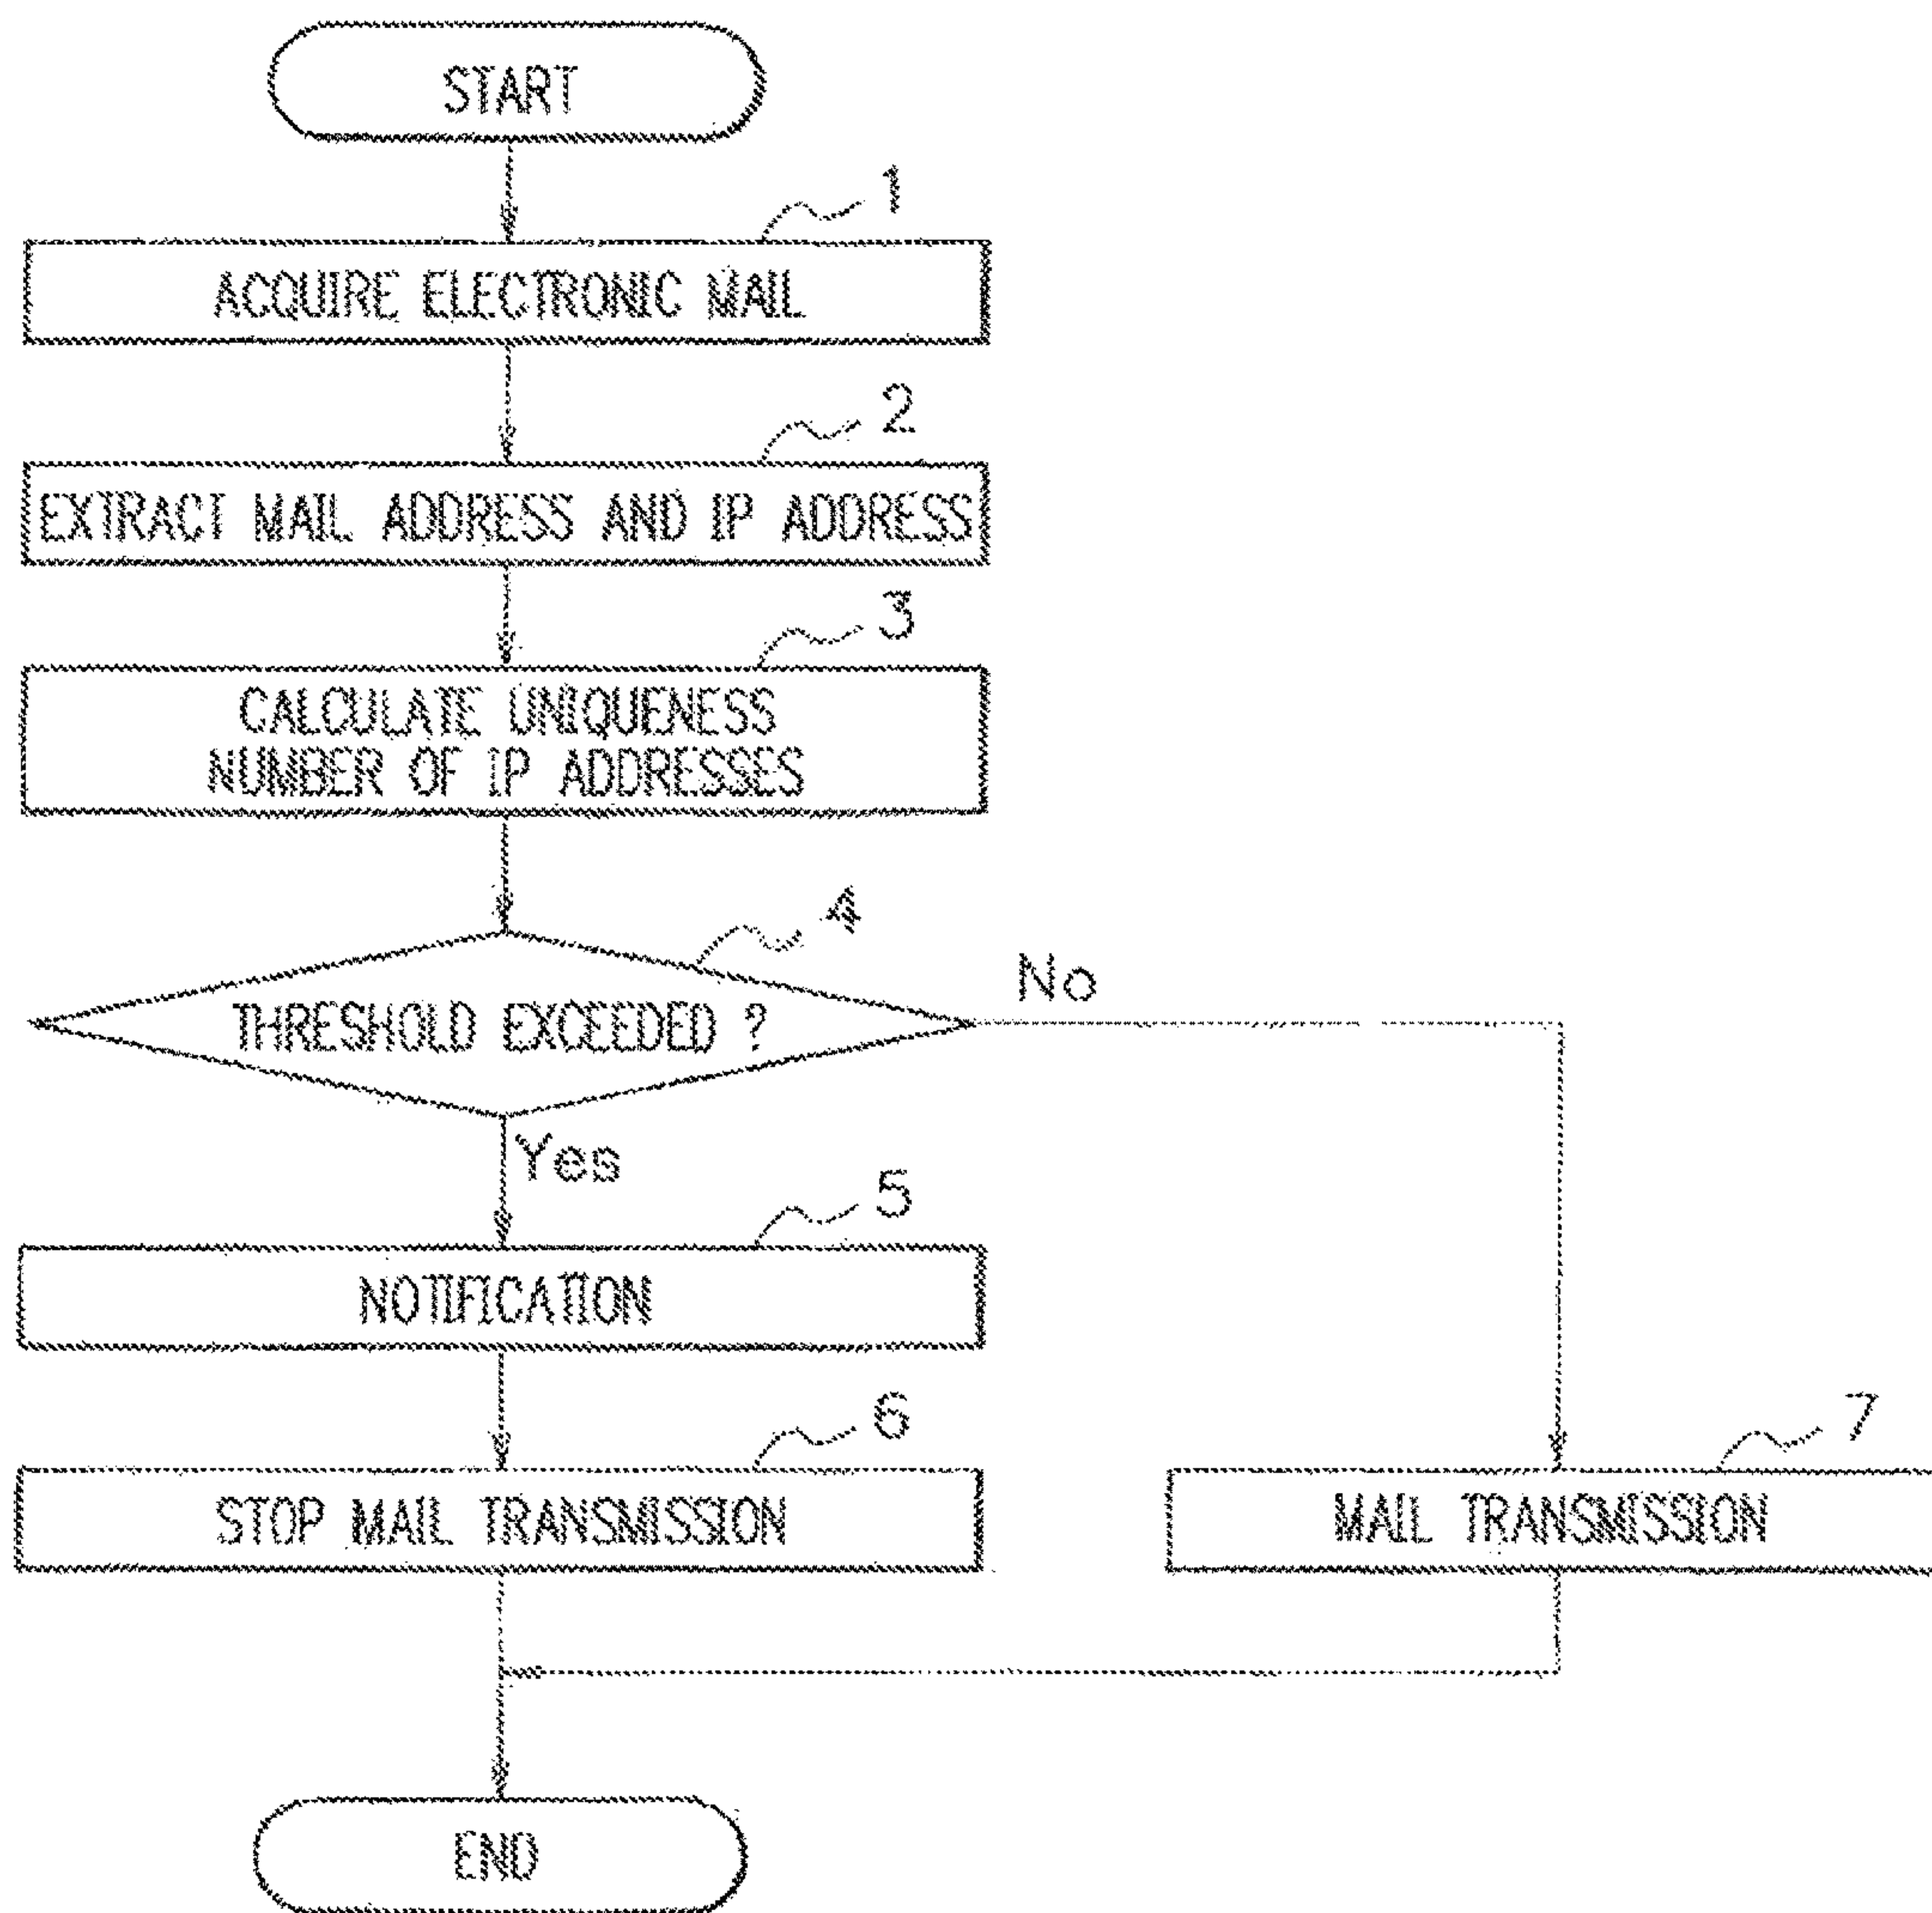 START
1
ACQUIRE ELECTRONIC MAIL
2
EXTRACT MAIL ADDRESS AND IP ADDRESS
3
CALCULATE UNIQUENESS
NUMBER OF IP ADDRESSES
4
THRESHOLD EXCEEDED ?
No
Yes
5
NOTIFICATION
6
STOP MAIL TRANSMISSION
7
MAIL TRANSMISSION
END